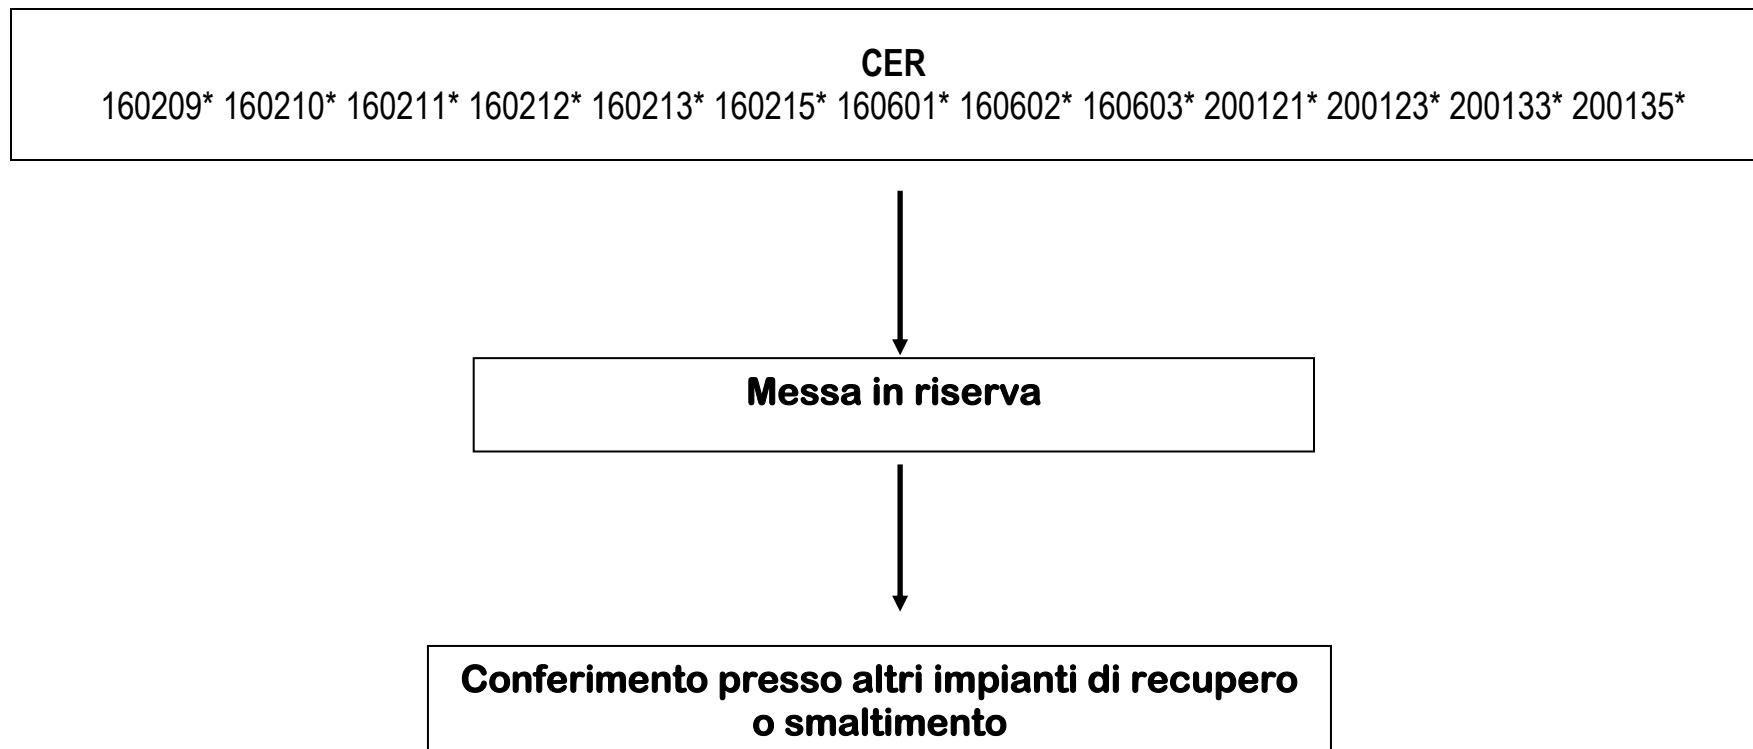 CER
160209* 160210* 160211* 160212* 160213* 160215* 160601* 160602* 160603* 200121* 200123* 200133* 200135*
Messa in riserva
Conferimento presso altri impianti di recupero
o smaltimento